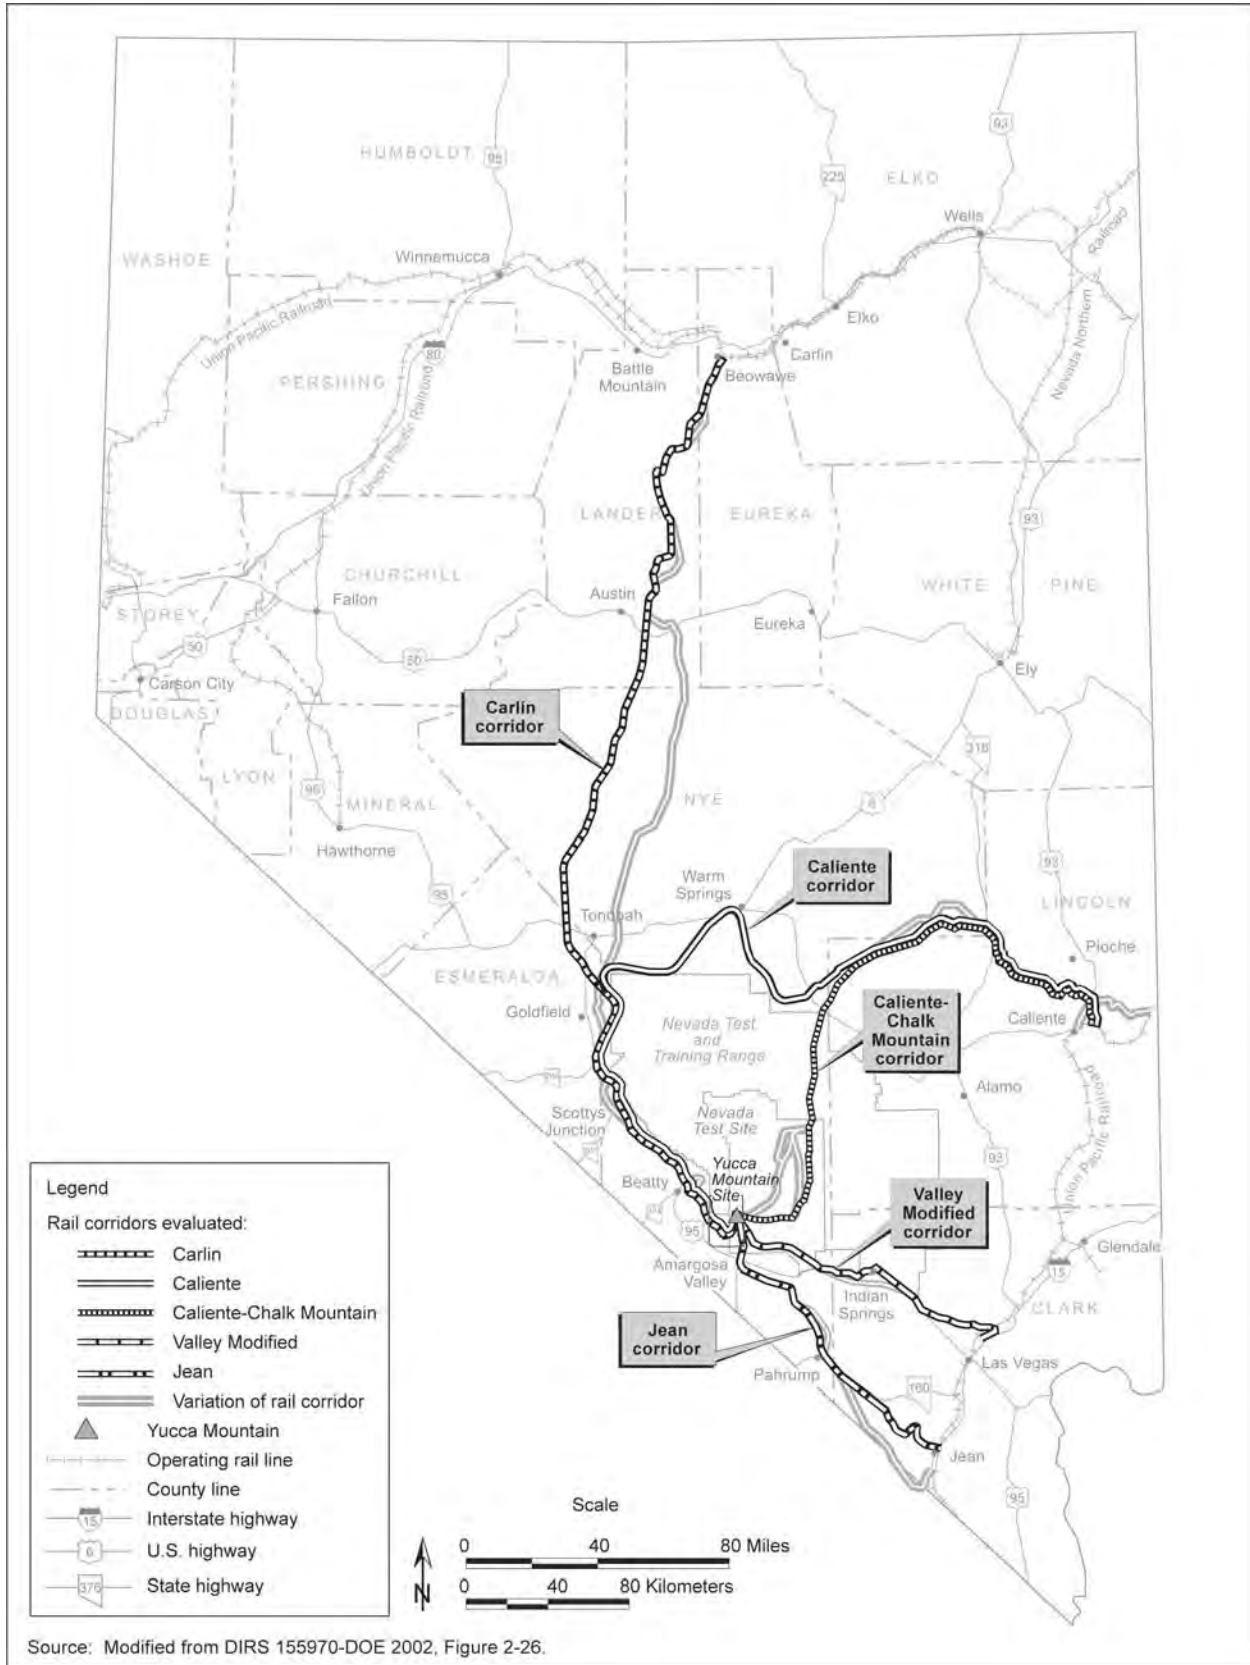 93
HUMBOLDT
95
225
ELKO
Wells
Railroad
WASHOE
Winnemucca
Elko
Union Pacific Railroad
80
Carlin
Battle
Mountain
Beowawe
PERSHING
Nevada Northern
Union Pacific Railroad
LANDER
EUREKA
93
CHURCHILL
WHITE
PINE
Fallon
Austin
Eureka
STOREY
50
50
Ely
Carson City
DOUGLAS
Carlin
corridor
318
LYON
95
MINERAL
NYE
6
Hawthorne
Caliente
corridor
93
Warm
Springs
95
LINCOLN
Tonopah
Pioche
ESMERALDA
Goldfield
Nevada Test
and
Training Range
Caliente-
Chalk
Mountain
corridor
Caliente
Union Pacific Railroad
Alamo
Scottys
Junction
Nevada
Test Site
93
Legend
Rail corridors evaluated:
Carlin
Caliente
Caliente-Chalk Mountain
Valley Modified
Jean
Variation of rail corridor
Yucca Mountain
Operating rail line
County line
15
Interstate highway
6
U.S. highway
376
State highway
Yucca
Mountain
Site
Beatty
95
Valley
Modified
corridor
Glendale
Amargosa
Valley
15
Indian
Springs
CLARK
Jean
corridor
Las Vegas
Pahrump
160
Jean
95
Scale
0
40
80 Miles
0
40
80 Kilometers
N
Source: Modified from DIRS 155970-DOE 2002, Figure 2-26.